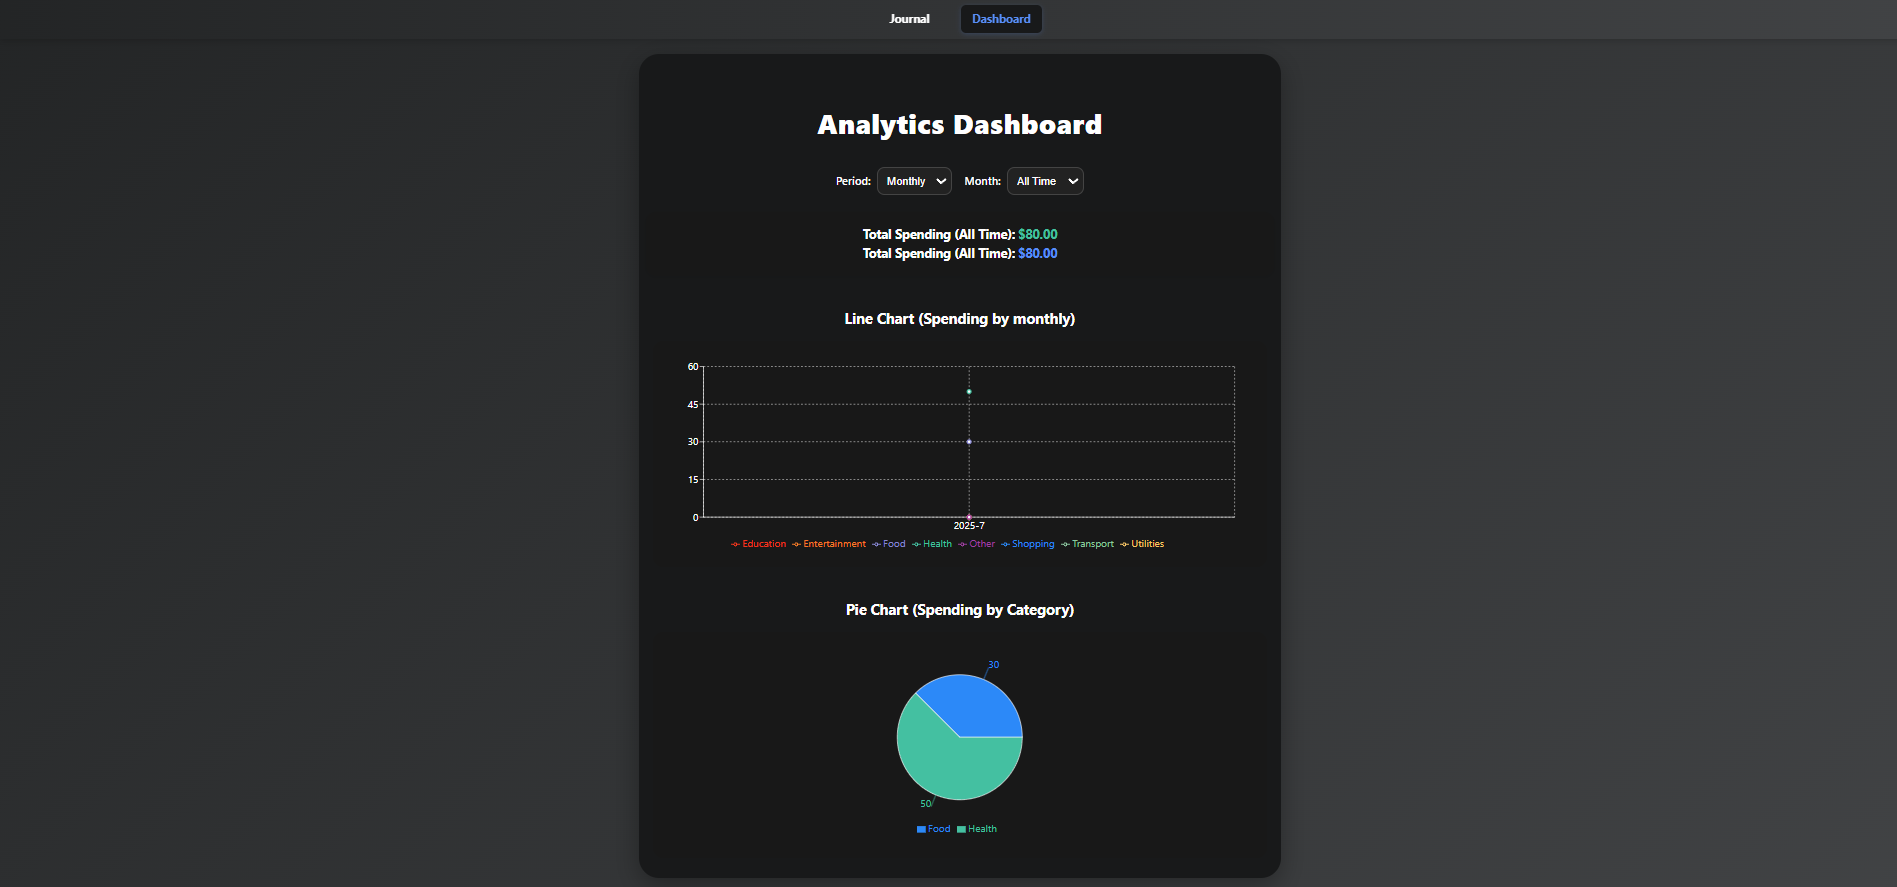 Journal Dashboard
Analytics Dashboard
Period: Monthly Month: All Time
Total Spending (All Time): $80.00
Total Spending (All Time): $80.00
Line Chart (Spending by monthly)
60
45
30
15
0
2025-7
Education Entertainment Food Health Other Shopping Transport Utilities
Pie Chart (Spending by Category)
30
50
Food Health